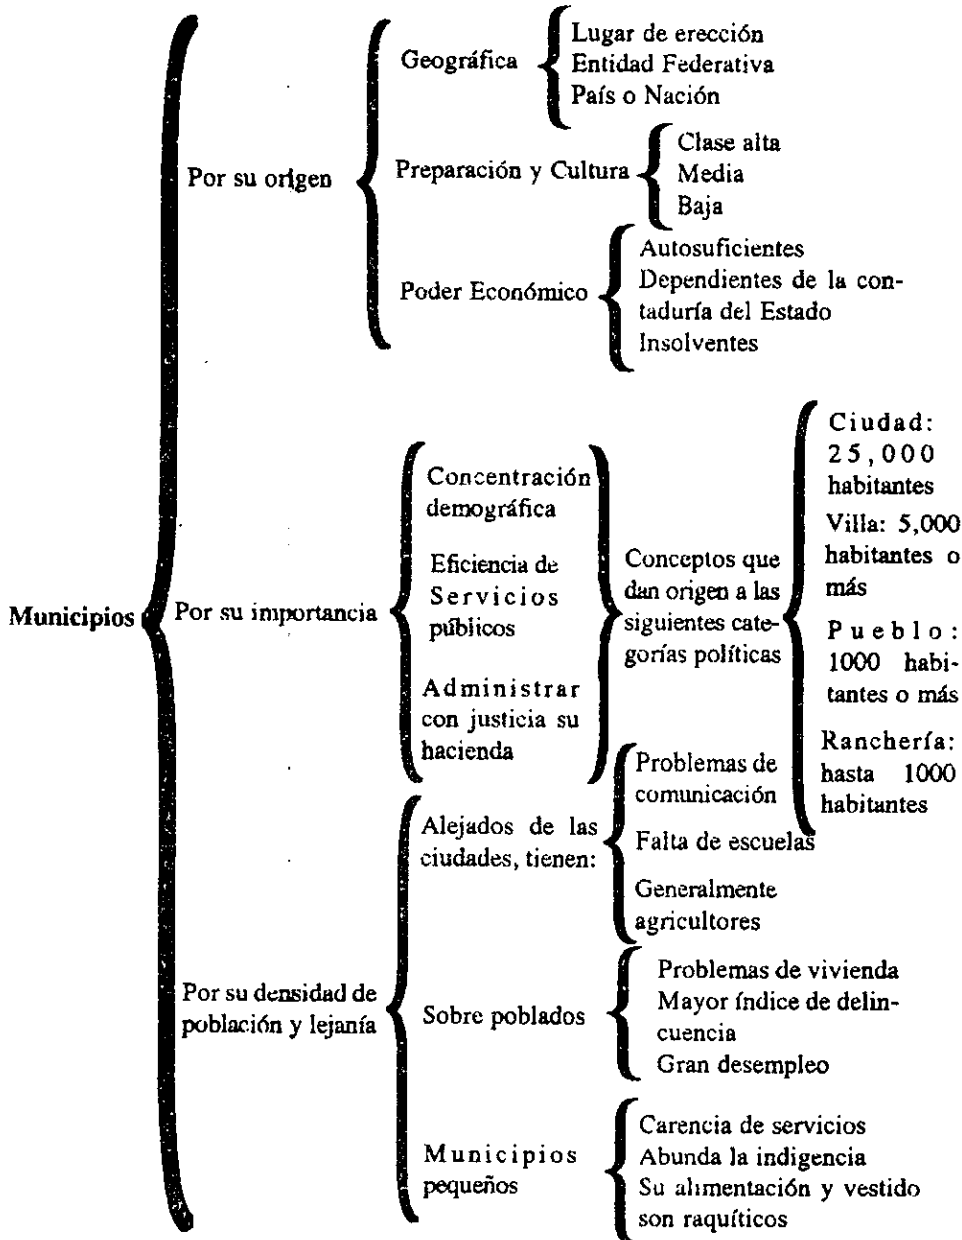 Municipios
Por su origen
Geográfica
Lugar de erección
Entidad Federativa
País o Nación
Preparación y Cultura
Clase alta
Media
Baja
Poder Económico
Autosuficientes
Dependientes de la con-
taduría del Estado
Insolventes
Por su importancia
Concentración
demográfica
Eficiencia de
Servicios
públicos
Administrar
con justicia su
hacienda
Conceptos que
dan origen a las
siguientes cate-
gorías políticas
Ciudad:
25,000
habitantes
Villa: 5,000
habitantes o
más
Pueblo:
1000 habi-
tantes o más
Ranchería:
hasta 1000
habitantes
Por su densidad de
población y lejanía
Alejados de las
ciudades, tienen:
Problemas de
comunicación
Falta de escuelas
Generalmente
agricultores
Sobre poblados
Problemas de vivienda
Mayor índice de delin-
cuencia
Gran desempleo
Municipios
pequeños
Carencia de servicios
Abunda la indigencia
Su alimentación y vestido
son raquíticos